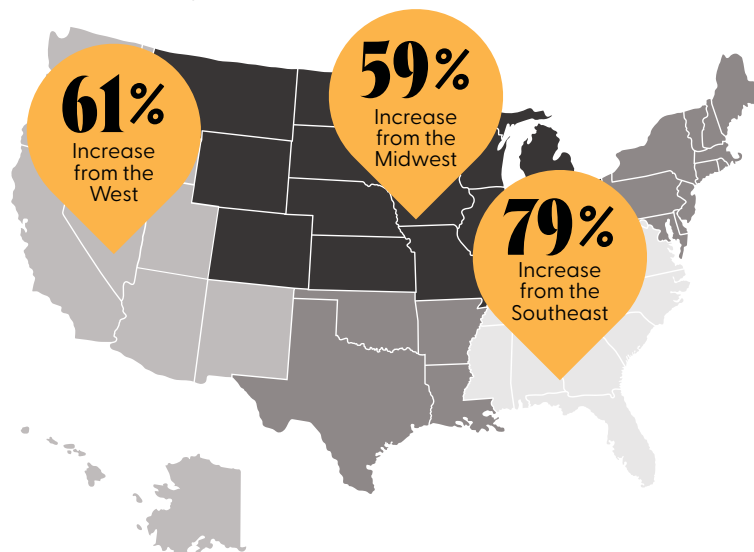 61%
Increase
from the
West
59%
Increase
from the
Midwest
79%
Increase
from the
Southeast